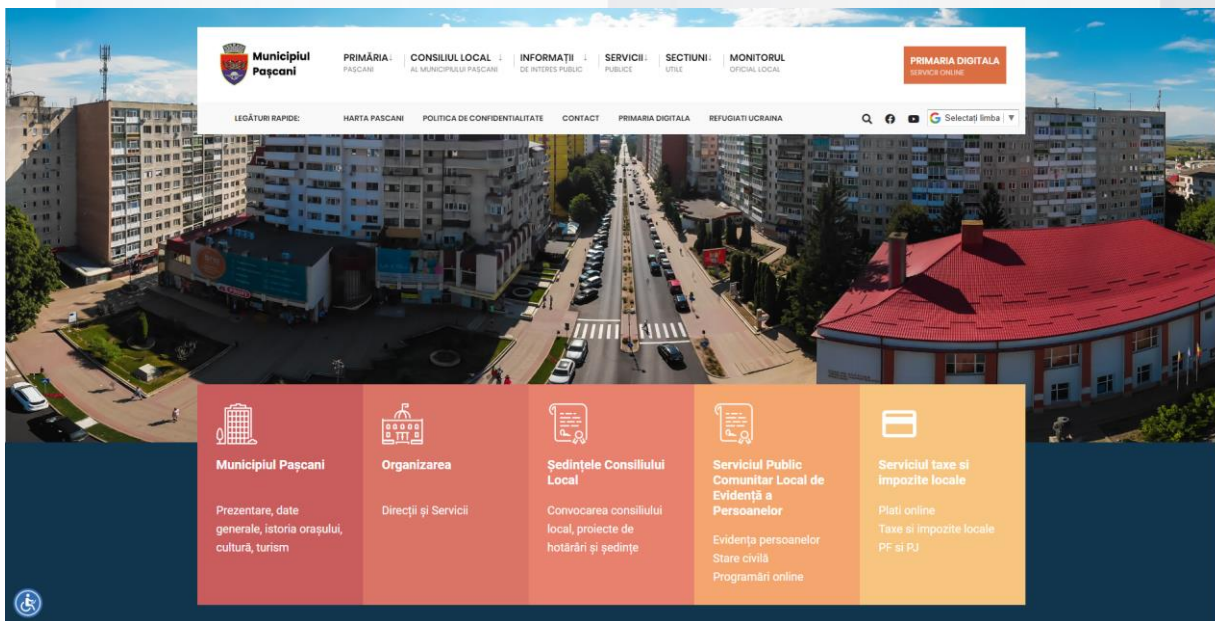 Municipiul
Pașcani
PRIMĂRIA
PAȘCANI
CONSILIUL LOCAL
AL MUNICIPIULUI PAȘCANI
INFORMAȚII
DE INTERES PUBLIC
SERVICII
PUBLICE
SECTIUNI
UTILE
MONITORUL
OFICIAL LOCAL
PRIMARIA DIGITALA
SERVICII ONLINE
LEGĂTURI RAPIDE:
HARTA PASCANI
POLITICA DE CONFIDENTIALITATE
CONTACT
PRIMARIA DIGITALA
REFUGIATI UCRAINA
Selectați limba
Municipiul Pașcani
Prezentare, date
generale, istoria orașului,
cultură, turism
Organizarea
Direcții și Servicii
Ședințele Consiliului
Local
Convocarea consiliului
local, proiecte de
hotărâri și ședințe
Serviciul Public
Comunitar Local de
Evidență a
Persoanelor
Evidența persoanelor
Stare civilă
Programări online
Serviciul taxe si
impozite locale
Plati online
Taxe si impozite locale
PF si PJ